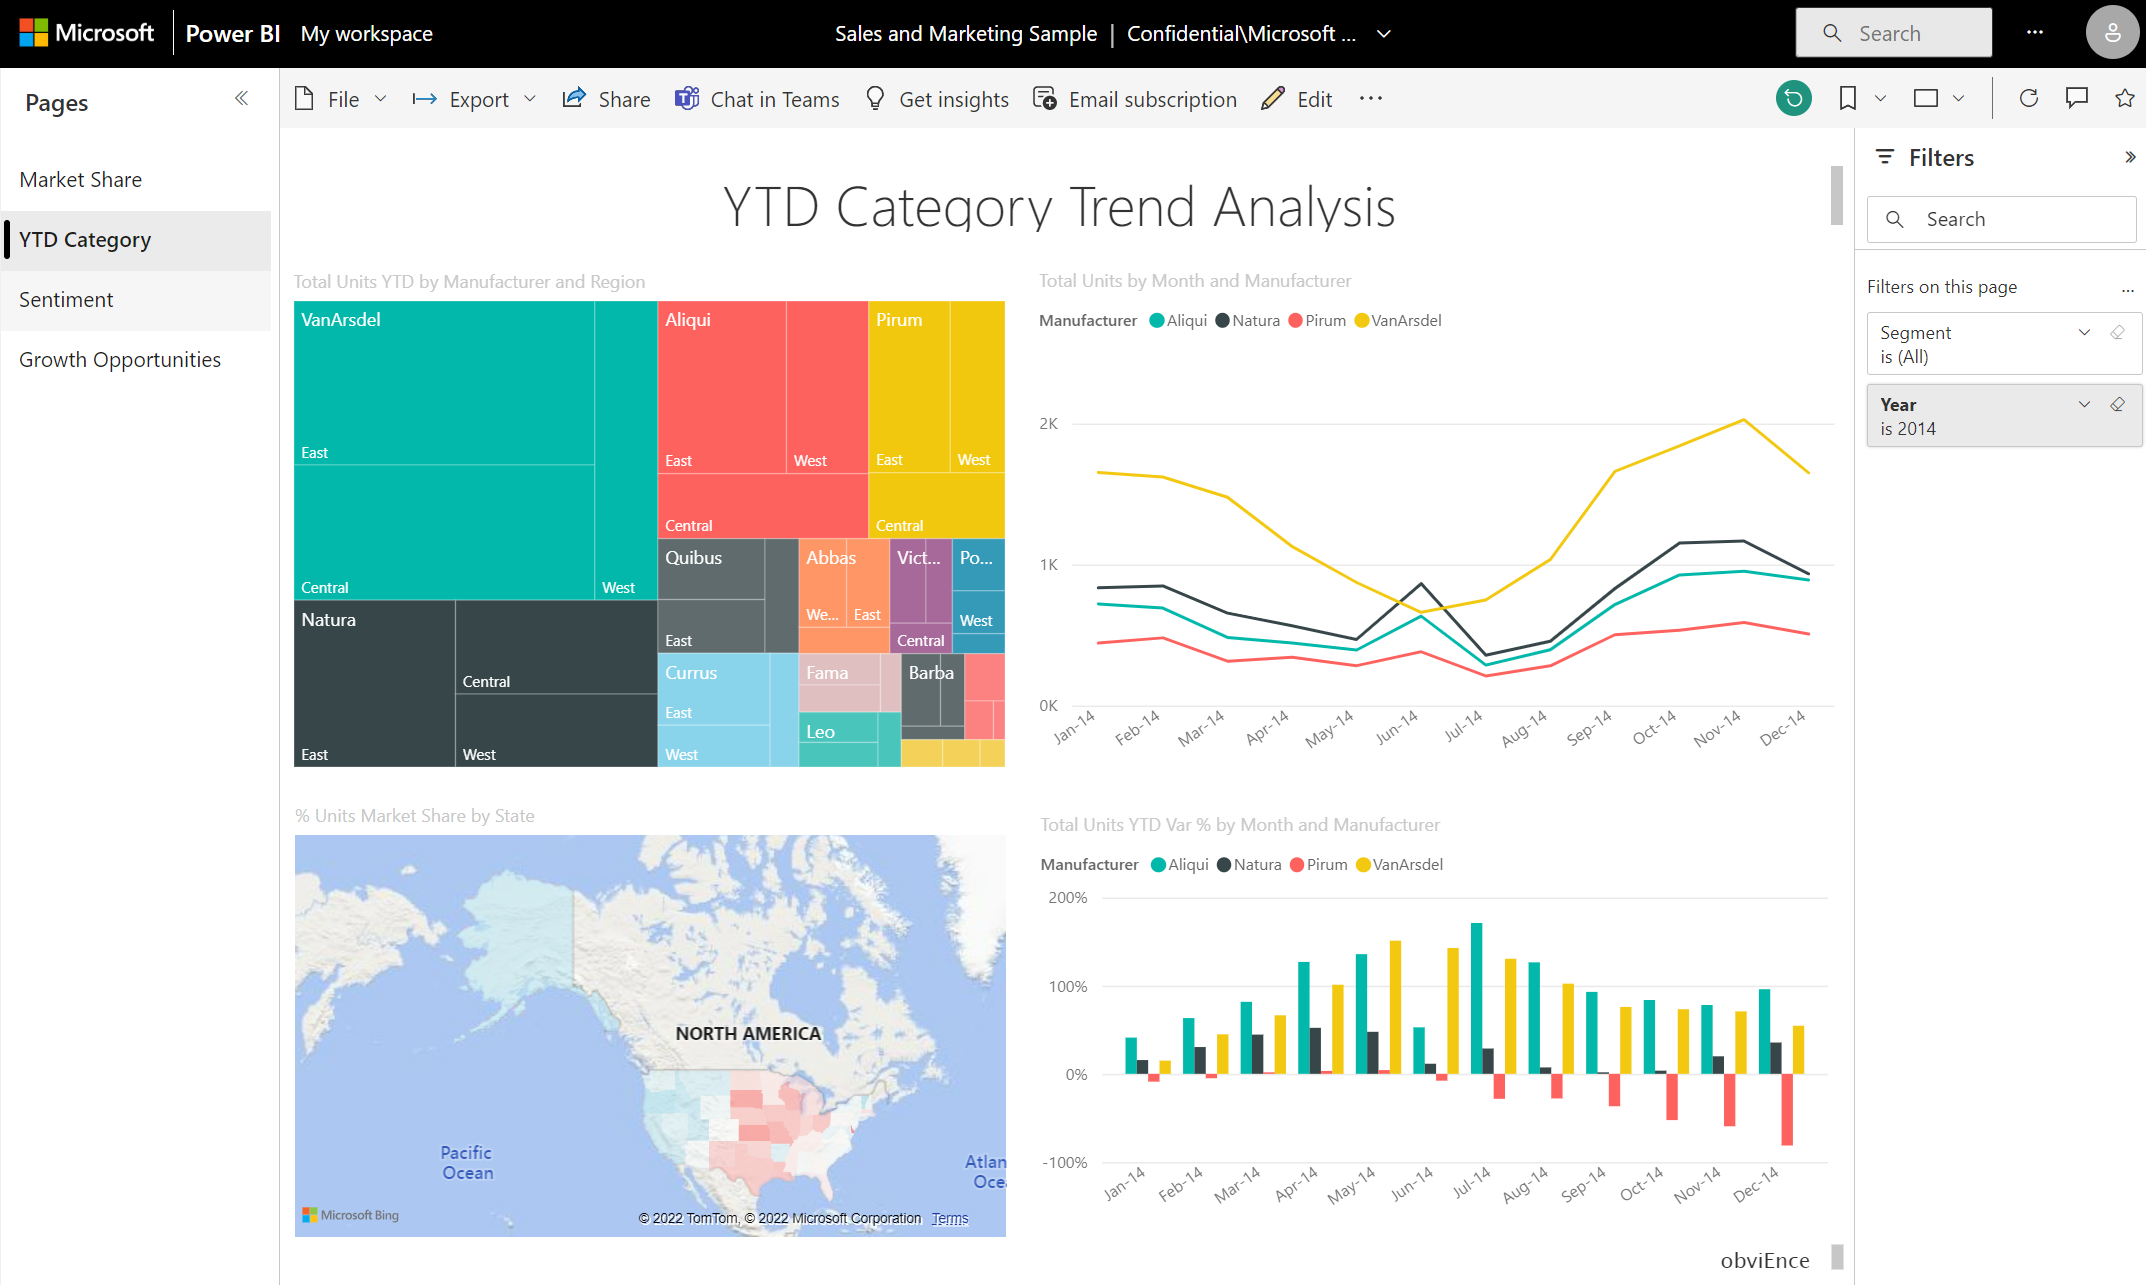 Microsoft Power BI My workspace Sales and Marketing Sample | Confidential\Microsoft ... Search ...
Pages
Market Share
YTD Category
Sentiment
Growth Opportunities
File Export Share Chat in Teams Get insights Email subscription Edit ...
YTD Category Trend Analysis
Total Units YTD by Manufacturer and Region
VanArsdel
East
Central
West
Aliqui
East
West
Central
Pirum
East
West
Central
Natura
East
Central
West
Quibus
East
Abbas
We...
East
Vict...
Central
Po...
West
Currus
East
West
Fama
Leo
Barba
Total Units by Month and Manufacturer
Manufacturer Aliqui Natura Pirum VanArsdel
2K
1K
0K
Jan-14 Feb-14 Mar-14 Apr-14 May-14 Jun-14 Jul-14 Aug-14 Sep-14 Oct-14 Nov-14 Dec-14
% Units Market Share by State
NORTH AMERICA
Pacific
Ocean
Atlan
Oce
Microsoft Bing
© 2022 TomTom, © 2022 Microsoft Corporation Terms
Total Units YTD Var % by Month and Manufacturer
Manufacturer Aliqui Natura Pirum VanArsdel
200%
100%
0%
-100%
Jan-14 Feb-14 Mar-14 Apr-14 May-14 Jun-14 Jul-14 Aug-14 Sep-14 Oct-14 Nov-14 Dec-14
obviEnce
Filters
Search
Filters on this page ...
Segment
is (All)
Year
is 2014